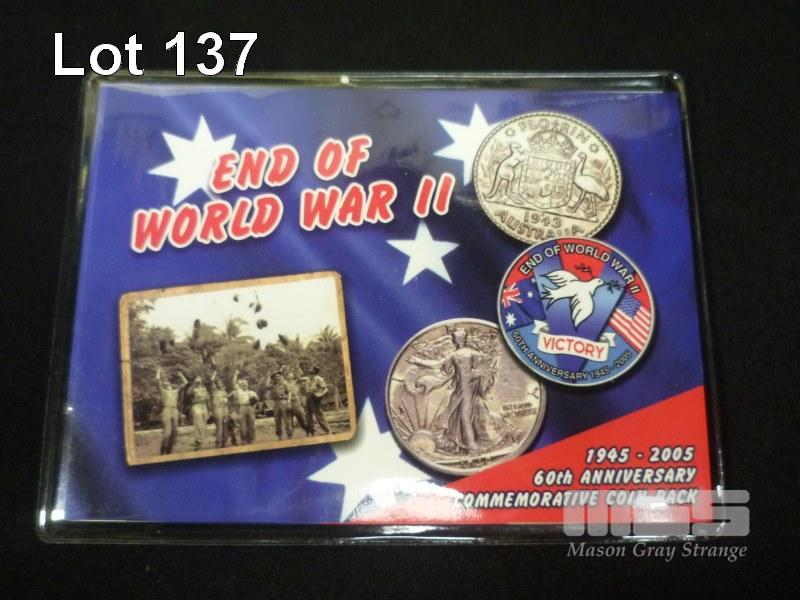 Lot 137
END OF
WORLD WAR II
FLORIN
1943
AUSTRALIA
END OF WORLD WAR II
VICTORY
60TH ANNIVERSARY 1945 - 2005
1945 - 2005
60th ANNIVERSARY
COMMEMORATIVE COIN PACK
MGS
Mason Gray Strange